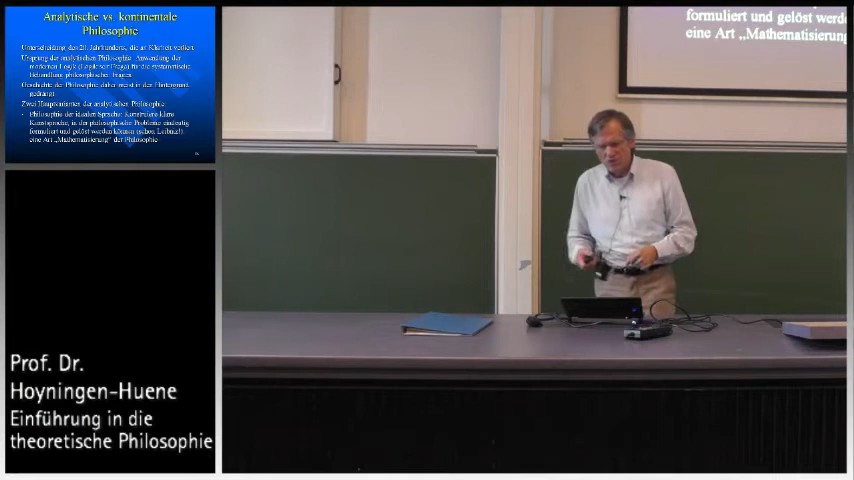 Analytische vs. kontinentale
Philosophie
Unterscheidung des 20. Jahrhunderts, die an Klarheit verliert
Ursprung der analytischen Philosophie: Anwendung der
modernen Logik (Logik seit Frege) für die systematische
Behandlung philosophischer Fragen
Geschichte der Philosophie daher meist in den Hintergrund
gedrängt
Zwei Hauptvarianten der analytischen Philosophie:
• Philosophie der idealen Sprache: Konstruiere klare
Kunstsprache, in der philosophische Probleme eindeutig
formuliert und gelöst werden können (schon Leibniz!):
eine Art „Mathematisierung“ der Philosophie
formuliert und gelöst werde
eine Art „Mathematisierung
Prof. Dr.
Hoyningen-Huene
Einführung in die
theoretische Philosophie